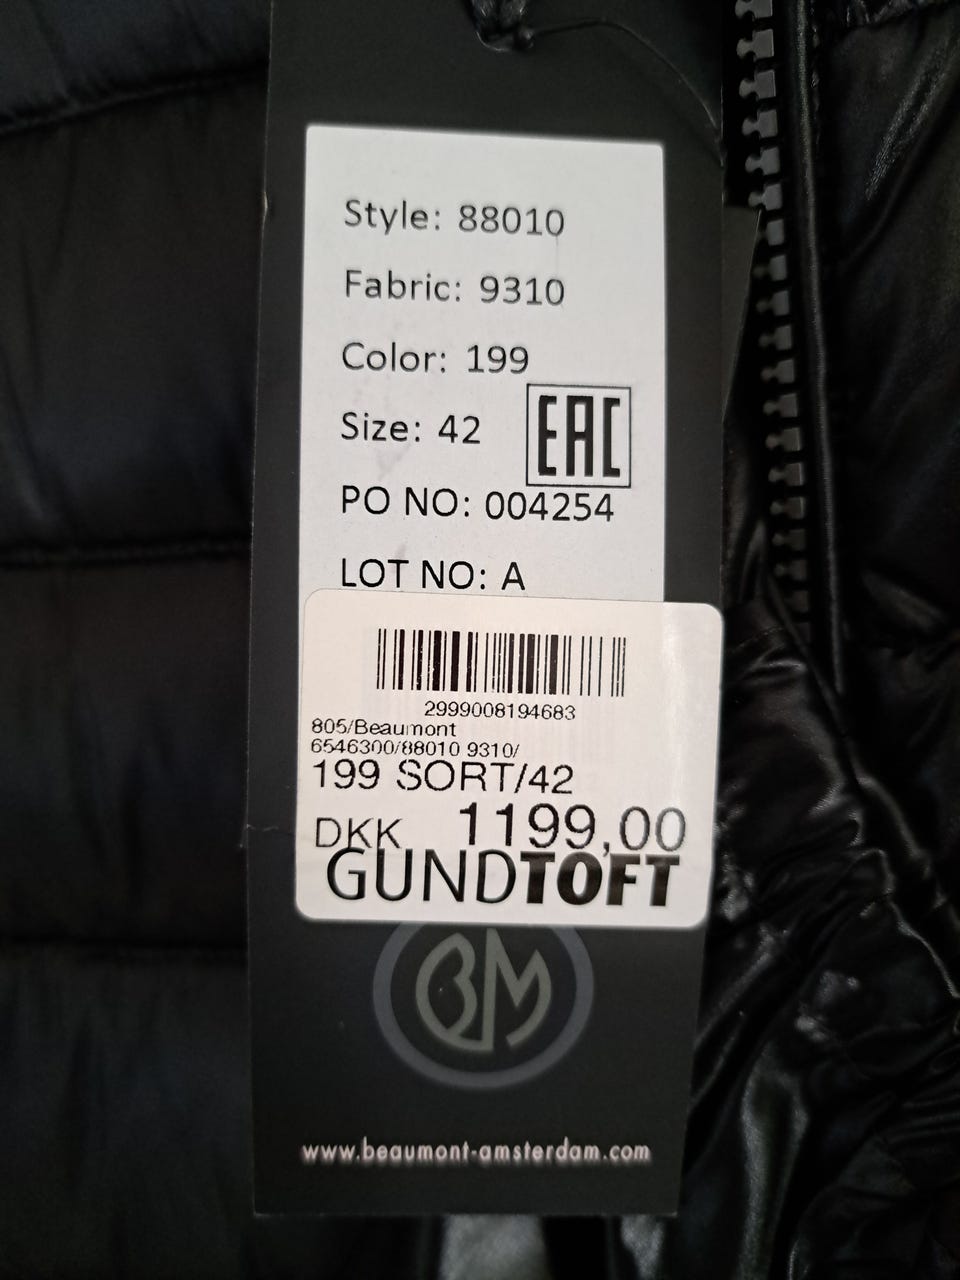 Style: 88010
Fabric: 9310
Color: 199
Size: 42
EAC
PO NO: 004254
LOT NO: A
2999008194683
805/Beaumont
6546300/88010 9310/
199 SORT/42
DKK 1199,00
GUNDTOFT
BM
www.beaumont-amsterdam.com